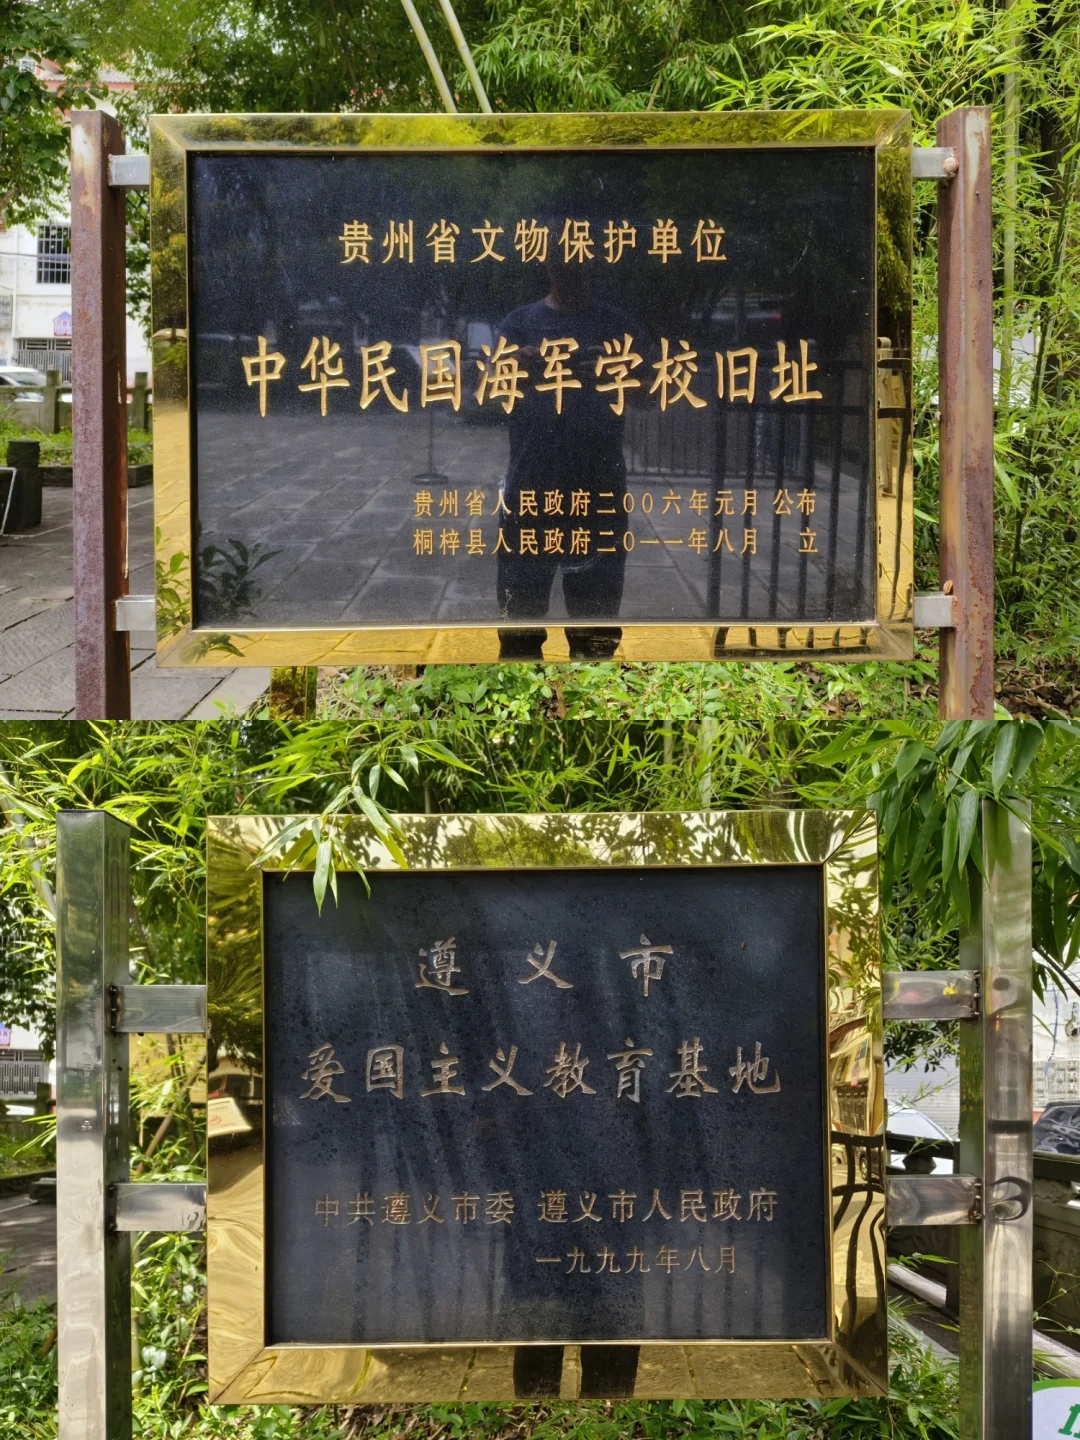 贵州省文物保护单位
中华民国海军学校旧址
贵州省人民政府二00六年元月 公布
桐梓县人民政府二0一一年八月 立
遵义市
爱国主义教育基地
中共遵义市委 遵义市人民政府
一九九九年八月